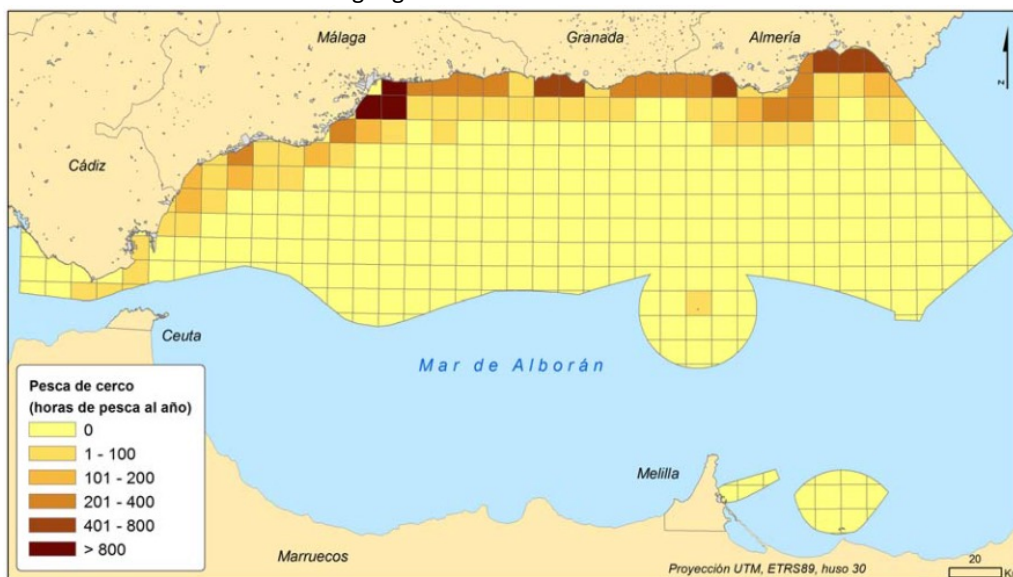 Málaga
Granada
Almería
Cádiz
Ceuta
Mar de Alborán
Pesca de cerco
(horas de pesca al año)
0
1 - 100
101 - 200
201 - 400
401 - 800
> 800
Melilla
Marruecos
Proyección UTM, ETRS89, huso 30
20